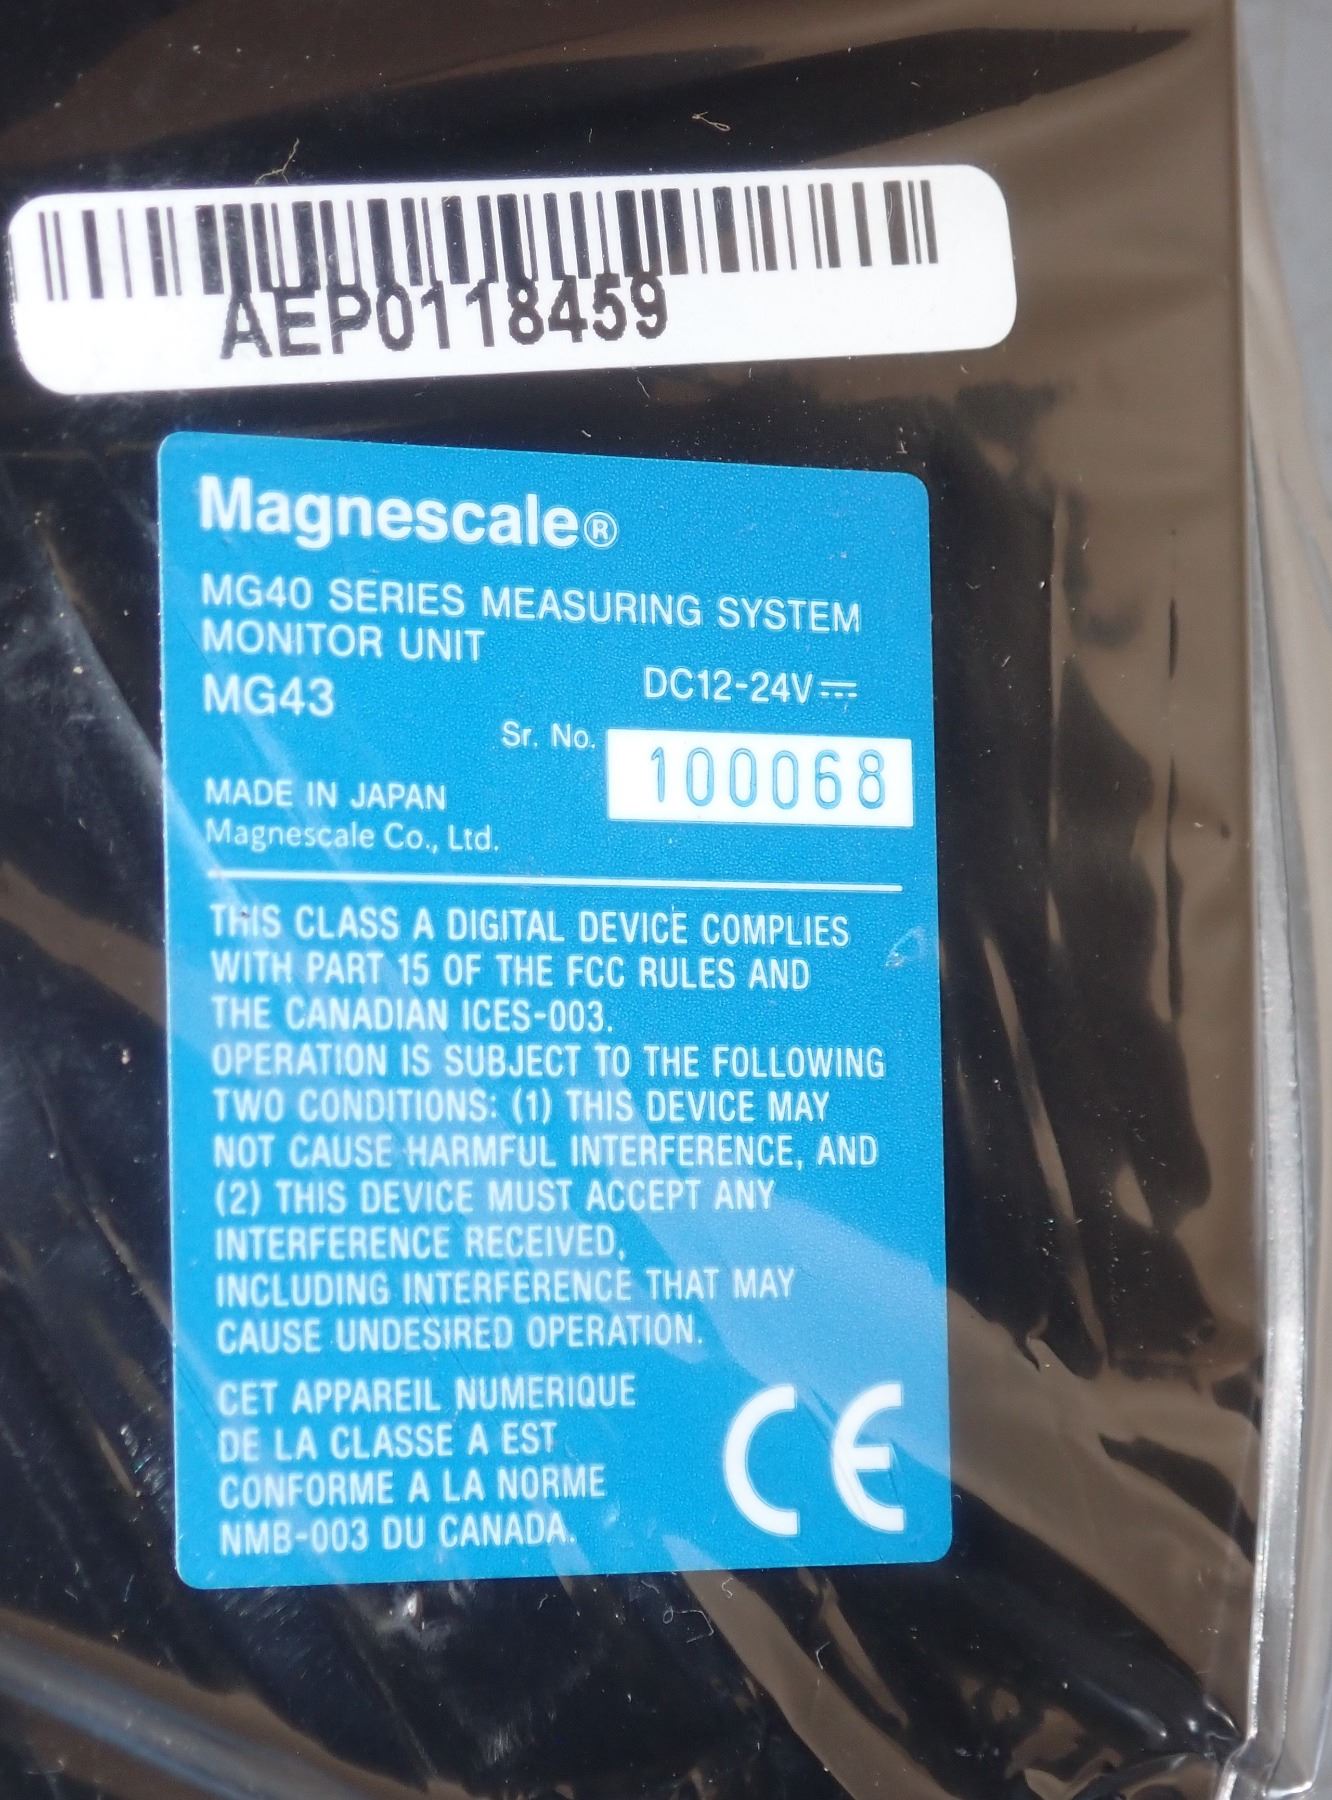 AEP0118459
Magnescale®
MG40 SERIES MEASURING SYSTEM
MONITOR UNIT
MG43
DC12-24V⎓
Sr. No. 100068
MADE IN JAPAN
Magnescale Co., Ltd.
THIS CLASS A DIGITAL DEVICE COMPLIES
WITH PART 15 OF THE FCC RULES AND
THE CANADIAN ICES-003.
OPERATION IS SUBJECT TO THE FOLLOWING
TWO CONDITIONS: (1) THIS DEVICE MAY
NOT CAUSE HARMFUL INTERFERENCE, AND
(2) THIS DEVICE MUST ACCEPT ANY
INTERFERENCE RECEIVED,
INCLUDING INTERFERENCE THAT MAY
CAUSE UNDESIRED OPERATION.
CET APPAREIL NUMERIQUE
DE LA CLASSE A EST
CONFORME A LA NORME
NMB-003 DU CANADA.
CE